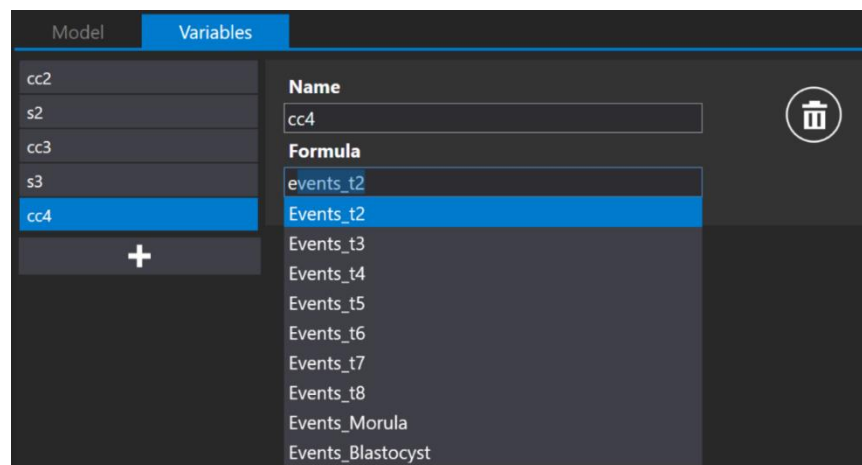 Model Variables
cc2
s2
cc3
s3
cc4
Name
cc4
Formula
events_t2
Events_t2
Events_t3
Events_t4
Events_t5
Events_t6
Events_t7
Events_t8
Events_Morula
Events_Blastocyst